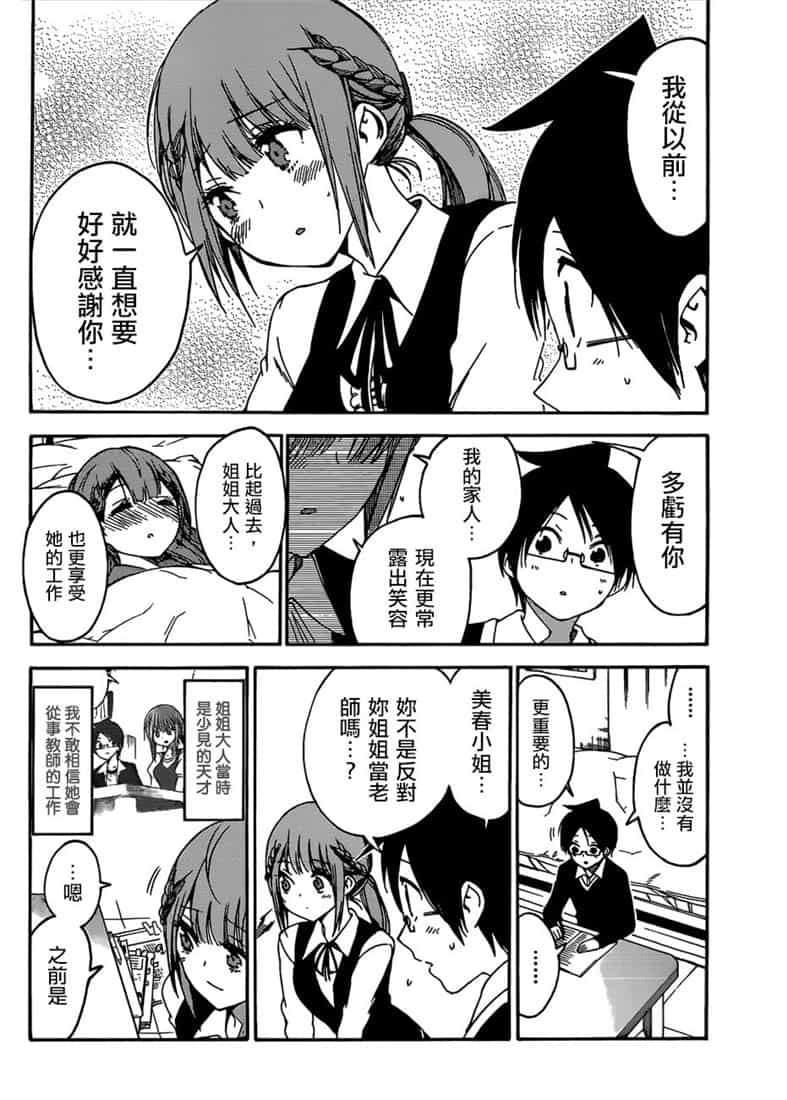 我從以前…
就一直想要
好好感謝你…
多虧有你
我的家人…
現在更常
露出笑容
比起過去，
姐姐大人…
也更享受
她的工作
……
…我並沒有
做什麼…
更重要的…
……
美春小姐…
妳不是反對
妳姐姐當老
師嗎…？
姐姐大人當時
是少見的天才
我不敢相信她會
從事教師的工作
…嗯
之前是